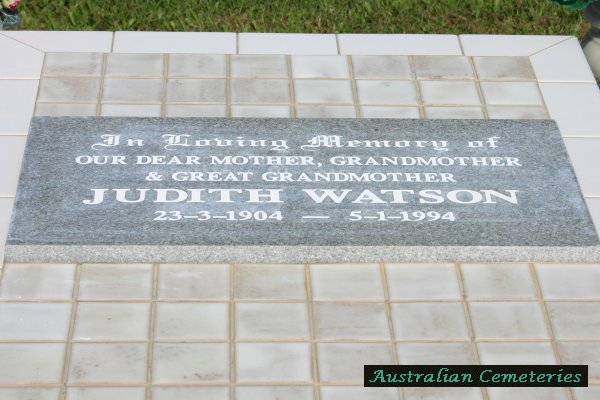 In Loving Memory of
OUR DEAR MOTHER, GRANDMOTHER
& GREAT GRANDMOTHER
JUDITH WATSON
23–3–1904 — 5–1–1994
Australian Cemeteries